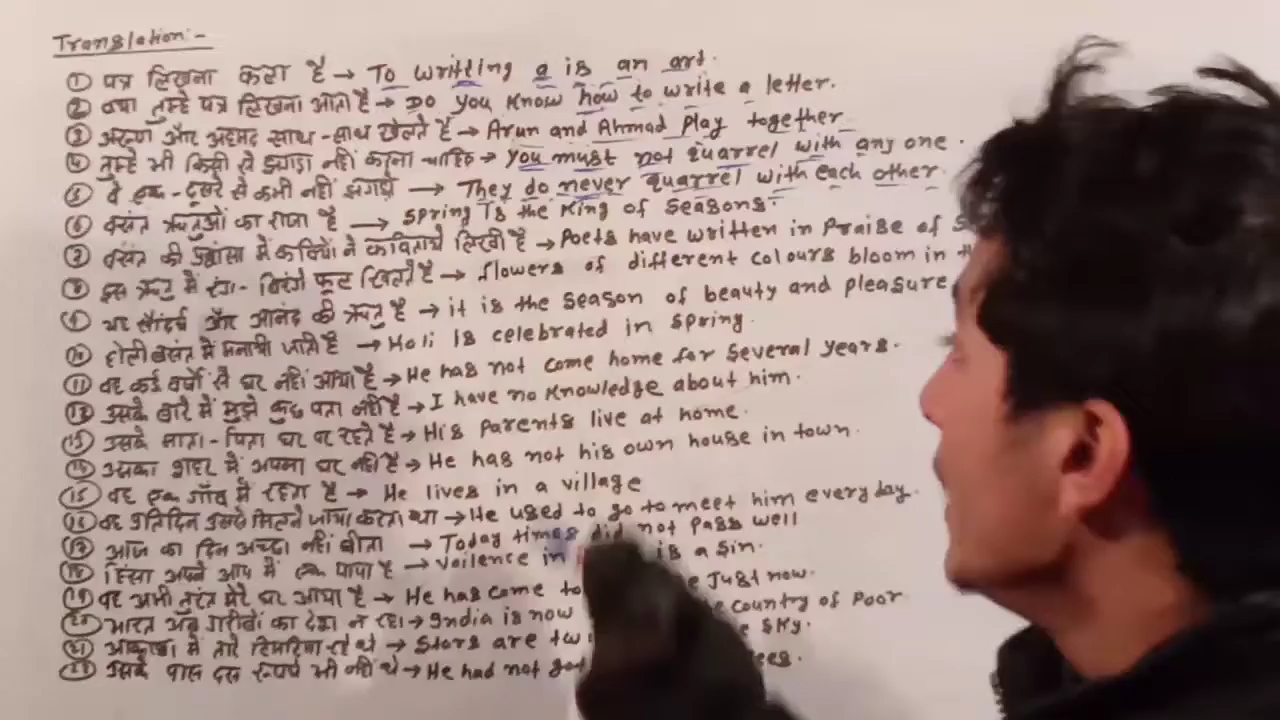 Translation:-
① पत्र लिखना कला है → To writting a is an art.
② क्या तुम्हे पत्र लिखना आता है → Do you know how to write a letter.
③ अरुण और अहमद साथ-साथ खेलते है → Arun and Ahmad play together
④ तुम्हे भी किसी से झगड़ा नहीं करना चाहिए → you must not quarrel with any one.
⑤ वे एक-दूसरे से कभी नहीं झगड़ते → They do never quarrel with each other.
⑥ वसंत ऋतुओं का राजा है → Spring Is the King of Seasons.
⑦ वसंत की प्रशंसा में कवियों ने कवितायें लिखी है → Poets have written in Praise of S
⑧ इस ऋतु में रंग-बिरंगे फूल खिलते है → flowers of different colours bloom in
⑨ यह सौंदर्य और आनंद की ऋतु है → it is the season of beauty and pleasure
⑩ होली बसंत में मनायी जाती है → Holi Is celebrated in Spring.
⑪ वह कई वर्षों से घर नहीं आया है → He has not come home for Several years.
उसके बारे में मुझे कुछ पता नहीं है → I have no Knowledge about him.
उसके माता-पिता घर पर रहते है → His Parents live at home.
⑭ उसका शहर में अपना घर नहीं है → He has not his own house in town.
⑮ वह एक गाँव में रहता है → He lives in a village
⑯ वह प्रतिदिन उससे मिलने जाया करता था → He used to go to meet him everyday.
आज का दिन अच्छा नहीं बीता → Today times did not Pass well
⑱ हिंसा अपने आप में एक पाप है → Voilence in is a Sin.
⑲ वह अभी तुरंत मेरे घर आया है → He has come to Just now.
⑳ भारत अब गरीबों का देश न रहा → India is now country of Poor
㉑ आकाश में तारे टिमटिमा रहे थे → Stars are tw Sky.
उसके पास दस रूपये भी नहीं थे → He had not got